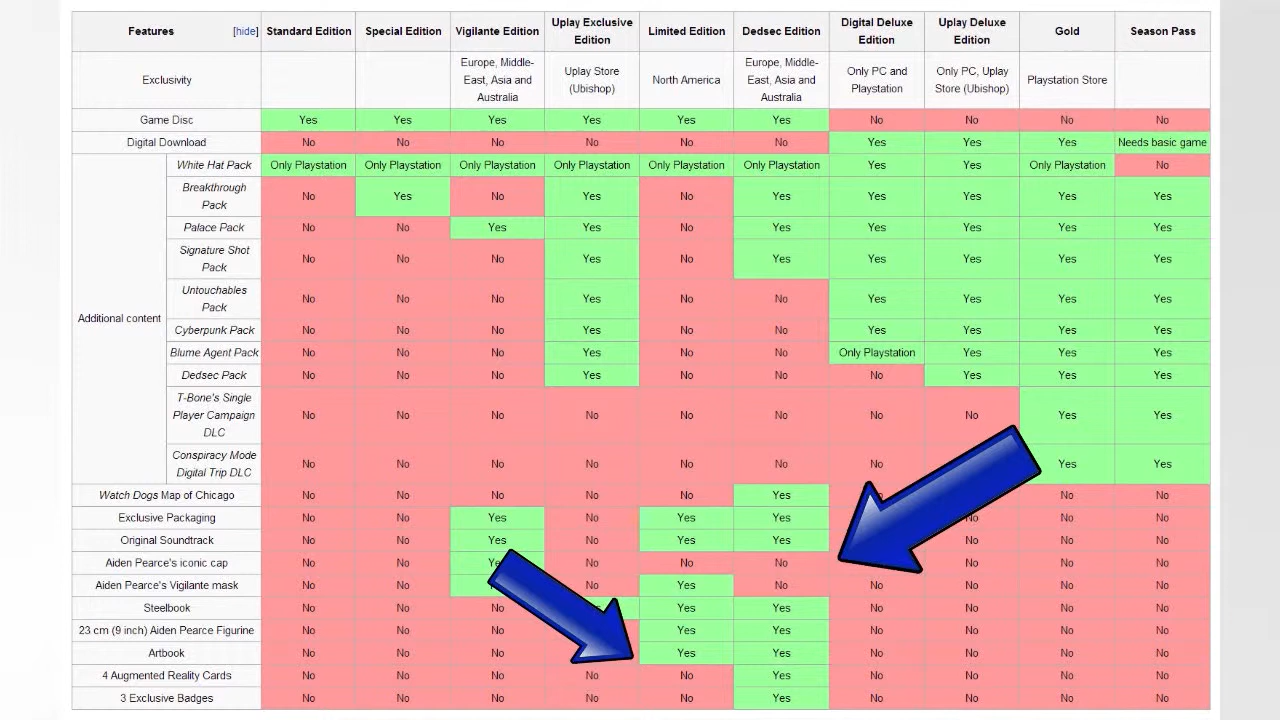 Features [hide] Standard Edition Special Edition Vigilante Edition Uplay Exclusive Edition Limited Edition Dedsec Edition Digital Deluxe Edition Uplay Deluxe Edition Gold Season Pass
Exclusivity Europe, Middle-East, Asia and Australia Uplay Store (Ubishop) North America Europe, Middle-East, Asia and Australia Only PC and Playstation Only PC, Uplay Store (Ubishop) Playstation Store
Game Disc Yes Yes Yes Yes Yes Yes No No No No
Digital Download No No No No No No Yes Yes Yes Needs basic game
Additional content
White Hat Pack Only Playstation Only Playstation Only Playstation Only Playstation Only Playstation Only Playstation Yes Yes Only Playstation No
Breakthrough Pack No Yes No Yes No Yes Yes Yes Yes Yes
Palace Pack No No Yes Yes No Yes Yes Yes Yes Yes
Signature Shot Pack No No No Yes No Yes Yes Yes Yes Yes
Untouchables Pack No No No Yes No No Yes Yes Yes Yes
Cyberpunk Pack No No No Yes No No Yes Yes Yes Yes
Blume Agent Pack No No No Yes No No Only Playstation Yes Yes Yes
Dedsec Pack No No No Yes No No No Yes Yes Yes
T-Bone's Single Player Campaign DLC No No No No No No No No Yes Yes
Conspiracy Mode Digital Trip DLC No No No No No No No Yes Yes
Watch Dogs Map of Chicago No No No No No Yes No No
Exclusive Packaging No No Yes No Yes Yes No No No
Original Soundtrack No No Yes No Yes Yes No No No
Aiden Pearce's iconic cap No No No No No No No No No
Aiden Pearce's Vigilante mask No No No Yes No No No No No
Steelbook No No No Yes Yes No No No No
23 cm (9 inch) Aiden Pearce Figurine No No No Yes Yes No No No No
Artbook No No No No Yes Yes No No No No
4 Augmented Reality Cards No No No No No Yes No No No No
3 Exclusive Badges No No No No No Yes No No No No